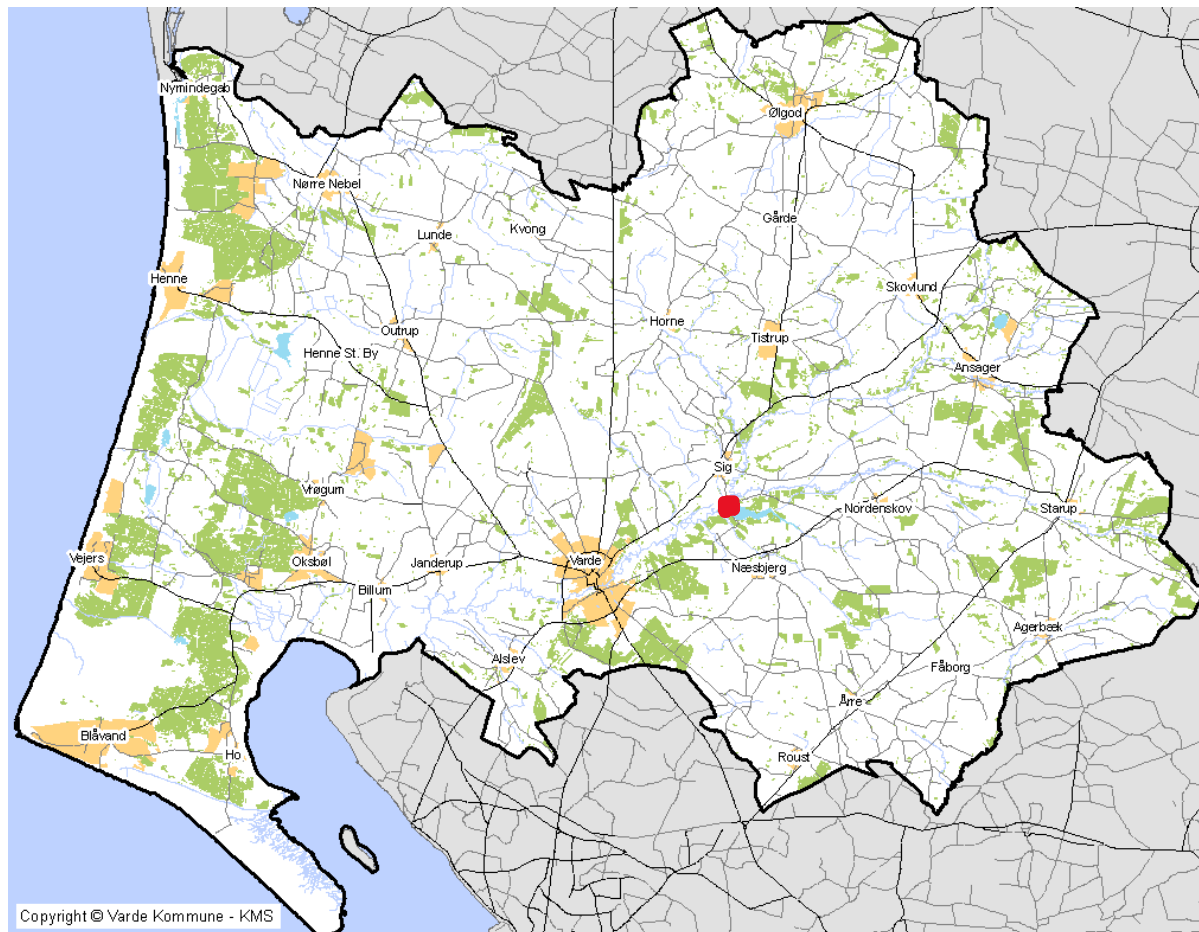 Nymindegab
Ølgod
Nørre Nebel
Gårde
Kvong
Lunde
Henne
Skovlund
Horne
Outrup
Tistrup
Henne St. By
Ansager
Sig
Vrøgum
Nordenskov
Starup
Vejers
Oksbøl
Janderup
Varde
Næsbjerg
Billum
Agerbæk
Alslev
Fåborg
Årre
Blåvand
Ho
Roust
Copyright © Varde Kommune - KMS